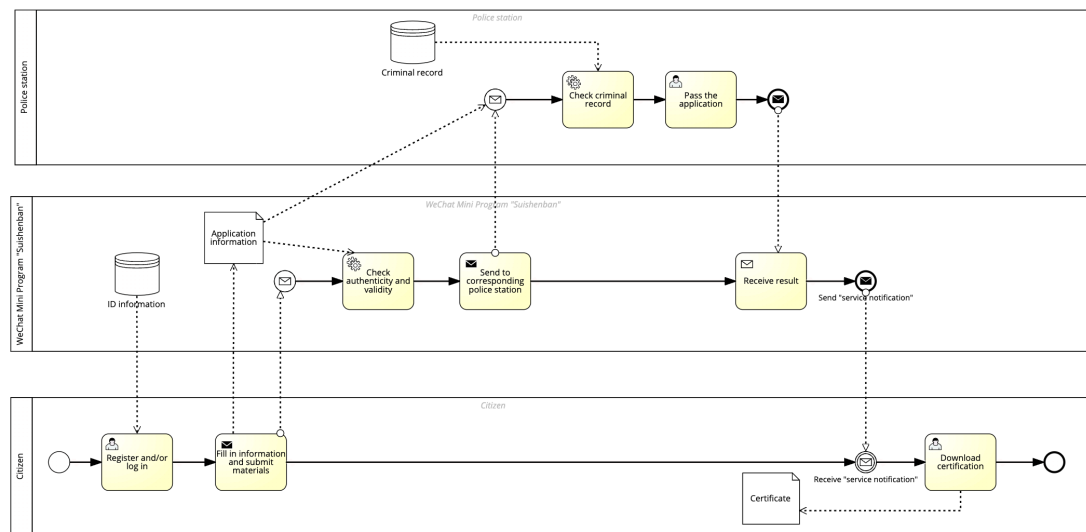 Police station
Police station
Criminal record
Check criminal
record
Pass the
application
WeChat Mini Program "Suishenban"
WeChat Mini Program "Suishenban"
Application
information
ID information
Check
authenticity and
validity
Send to
corresponding
police station
Receive result
Send "service notification"
Citizen
Citizen
Register and/or
log in
Fill in information
and submit
materials
Receive "service notification"
Download
certification
Certificate